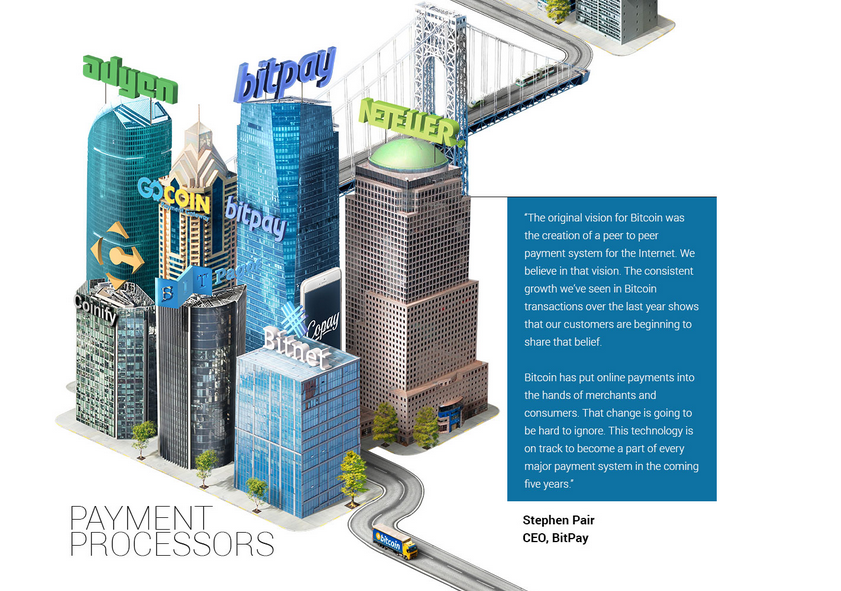 adyen
bitpay
NETELLER
GOCOIN
bitpay
Coinify
Copay
Bitnet
"The original vision for Bitcoin was
the creation of a peer to peer
payment system for the Internet. We
believe in that vision. The consistent
growth we've seen in Bitcoin
transactions over the last year shows
that our customers are beginning to
share that belief.
Bitcoin has put online payments into
the hands of merchants and
consumers. That change is going to
be hard to ignore. This technology is
on track to become a part of every
major payment system in the coming
five years."
Stephen Pair
CEO, BitPay
PAYMENT
PROCESSORS
bitcoin